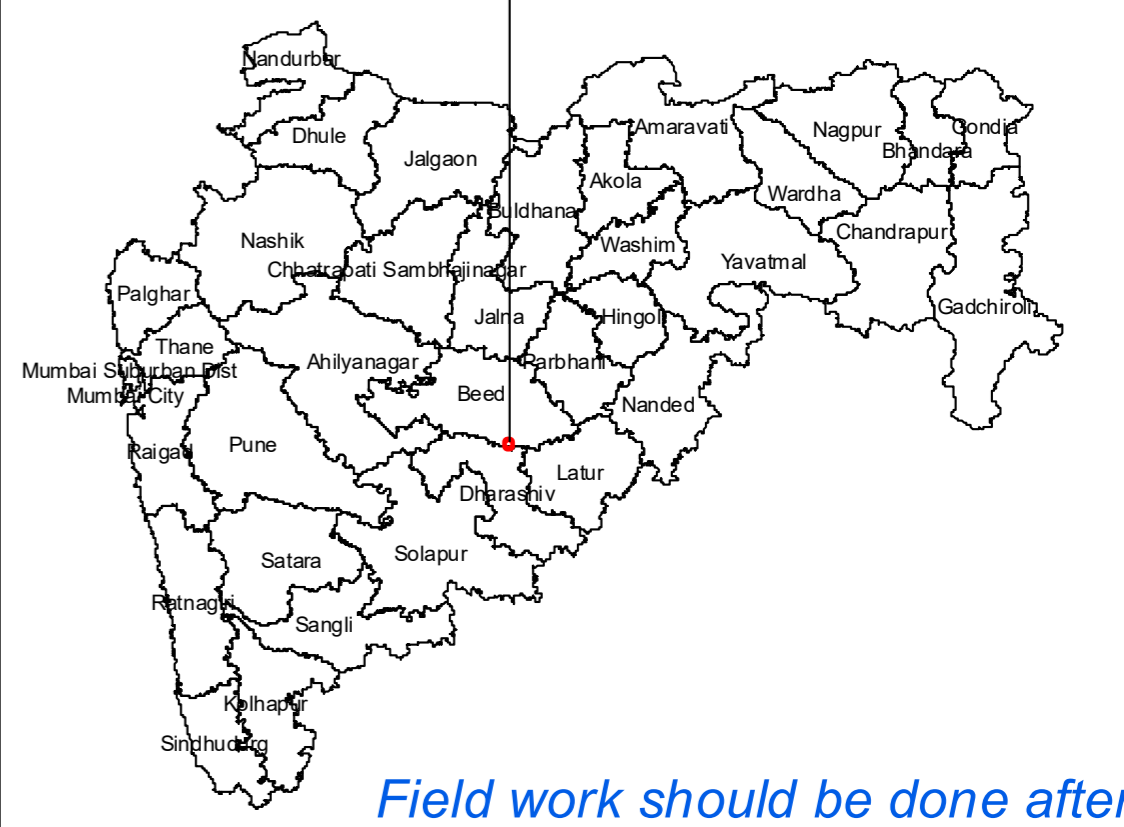 Nandurbar
Dhule
Jalgaon
Amaravati
Nagpur
Gondia
Bhandara
Akola
Wardha
Buldhana
Washim
Chandrapur
Nashik
Chhatrapati Sambhajinagar
Yavatmal
Palghar
Gadchiroli
Jalna
Hingoli
Thane
Ahilyanagar
Parbhani
Mumbai Suburban Dist
Mumbai City
Beed
Nanded
Raigad
Pune
Latur
Dharashiv
Solapur
Satara
Ratnagiri
Sangli
Kolhapur
Sindhudurg
Field work should be done after